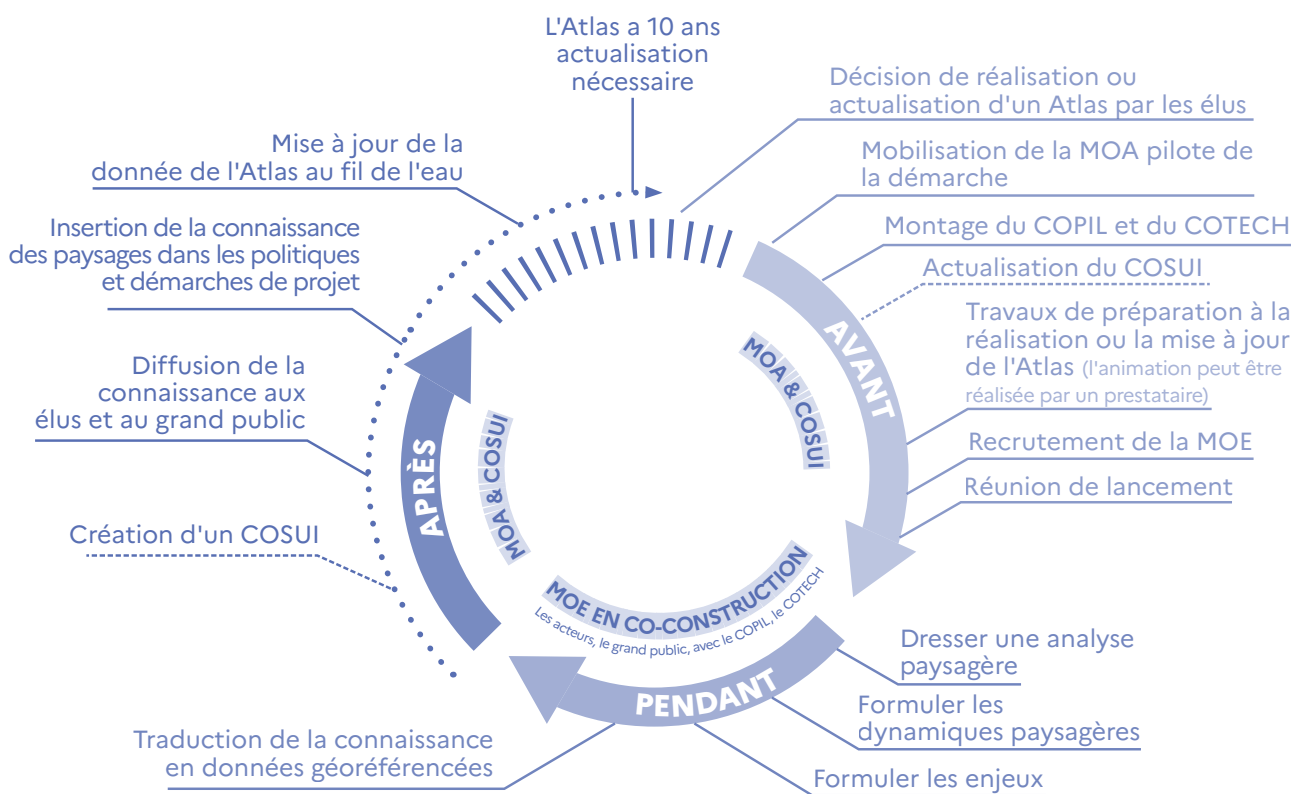 L'Atlas a 10 ans
actualisation
nécessaire
Décision de réalisation ou
actualisation d'un Atlas par les élus
Mobilisation de la MOA pilote de
la démarche
Montage du COPIL et du COTECH
Actualisation du COSUI
Travaux de préparation à la
réalisation ou la mise à jour
de l'Atlas (l'animation peut être
réalisée par un prestataire)
Recrutement de la MOE
Réunion de lancement
AVANT
MOA & COSUI
Dresser une analyse
paysagère
Formuler les
dynamiques paysagères
Formuler les enjeux
Traduction de la connaissance
en données géoréférencées
PENDANT
MOE EN CO-CONSTRUCTION
Les acteurs, le grand public, avec le COPIL, le COTECH
Création d'un COSUI
Diffusion de la
connaissance aux
élus et au grand public
Insertion de la connaissance
des paysages dans les politiques
et démarches de projet
Mise à jour de la
donnée de l'Atlas au fil de l'eau
APRÈS
MOA & COSUI